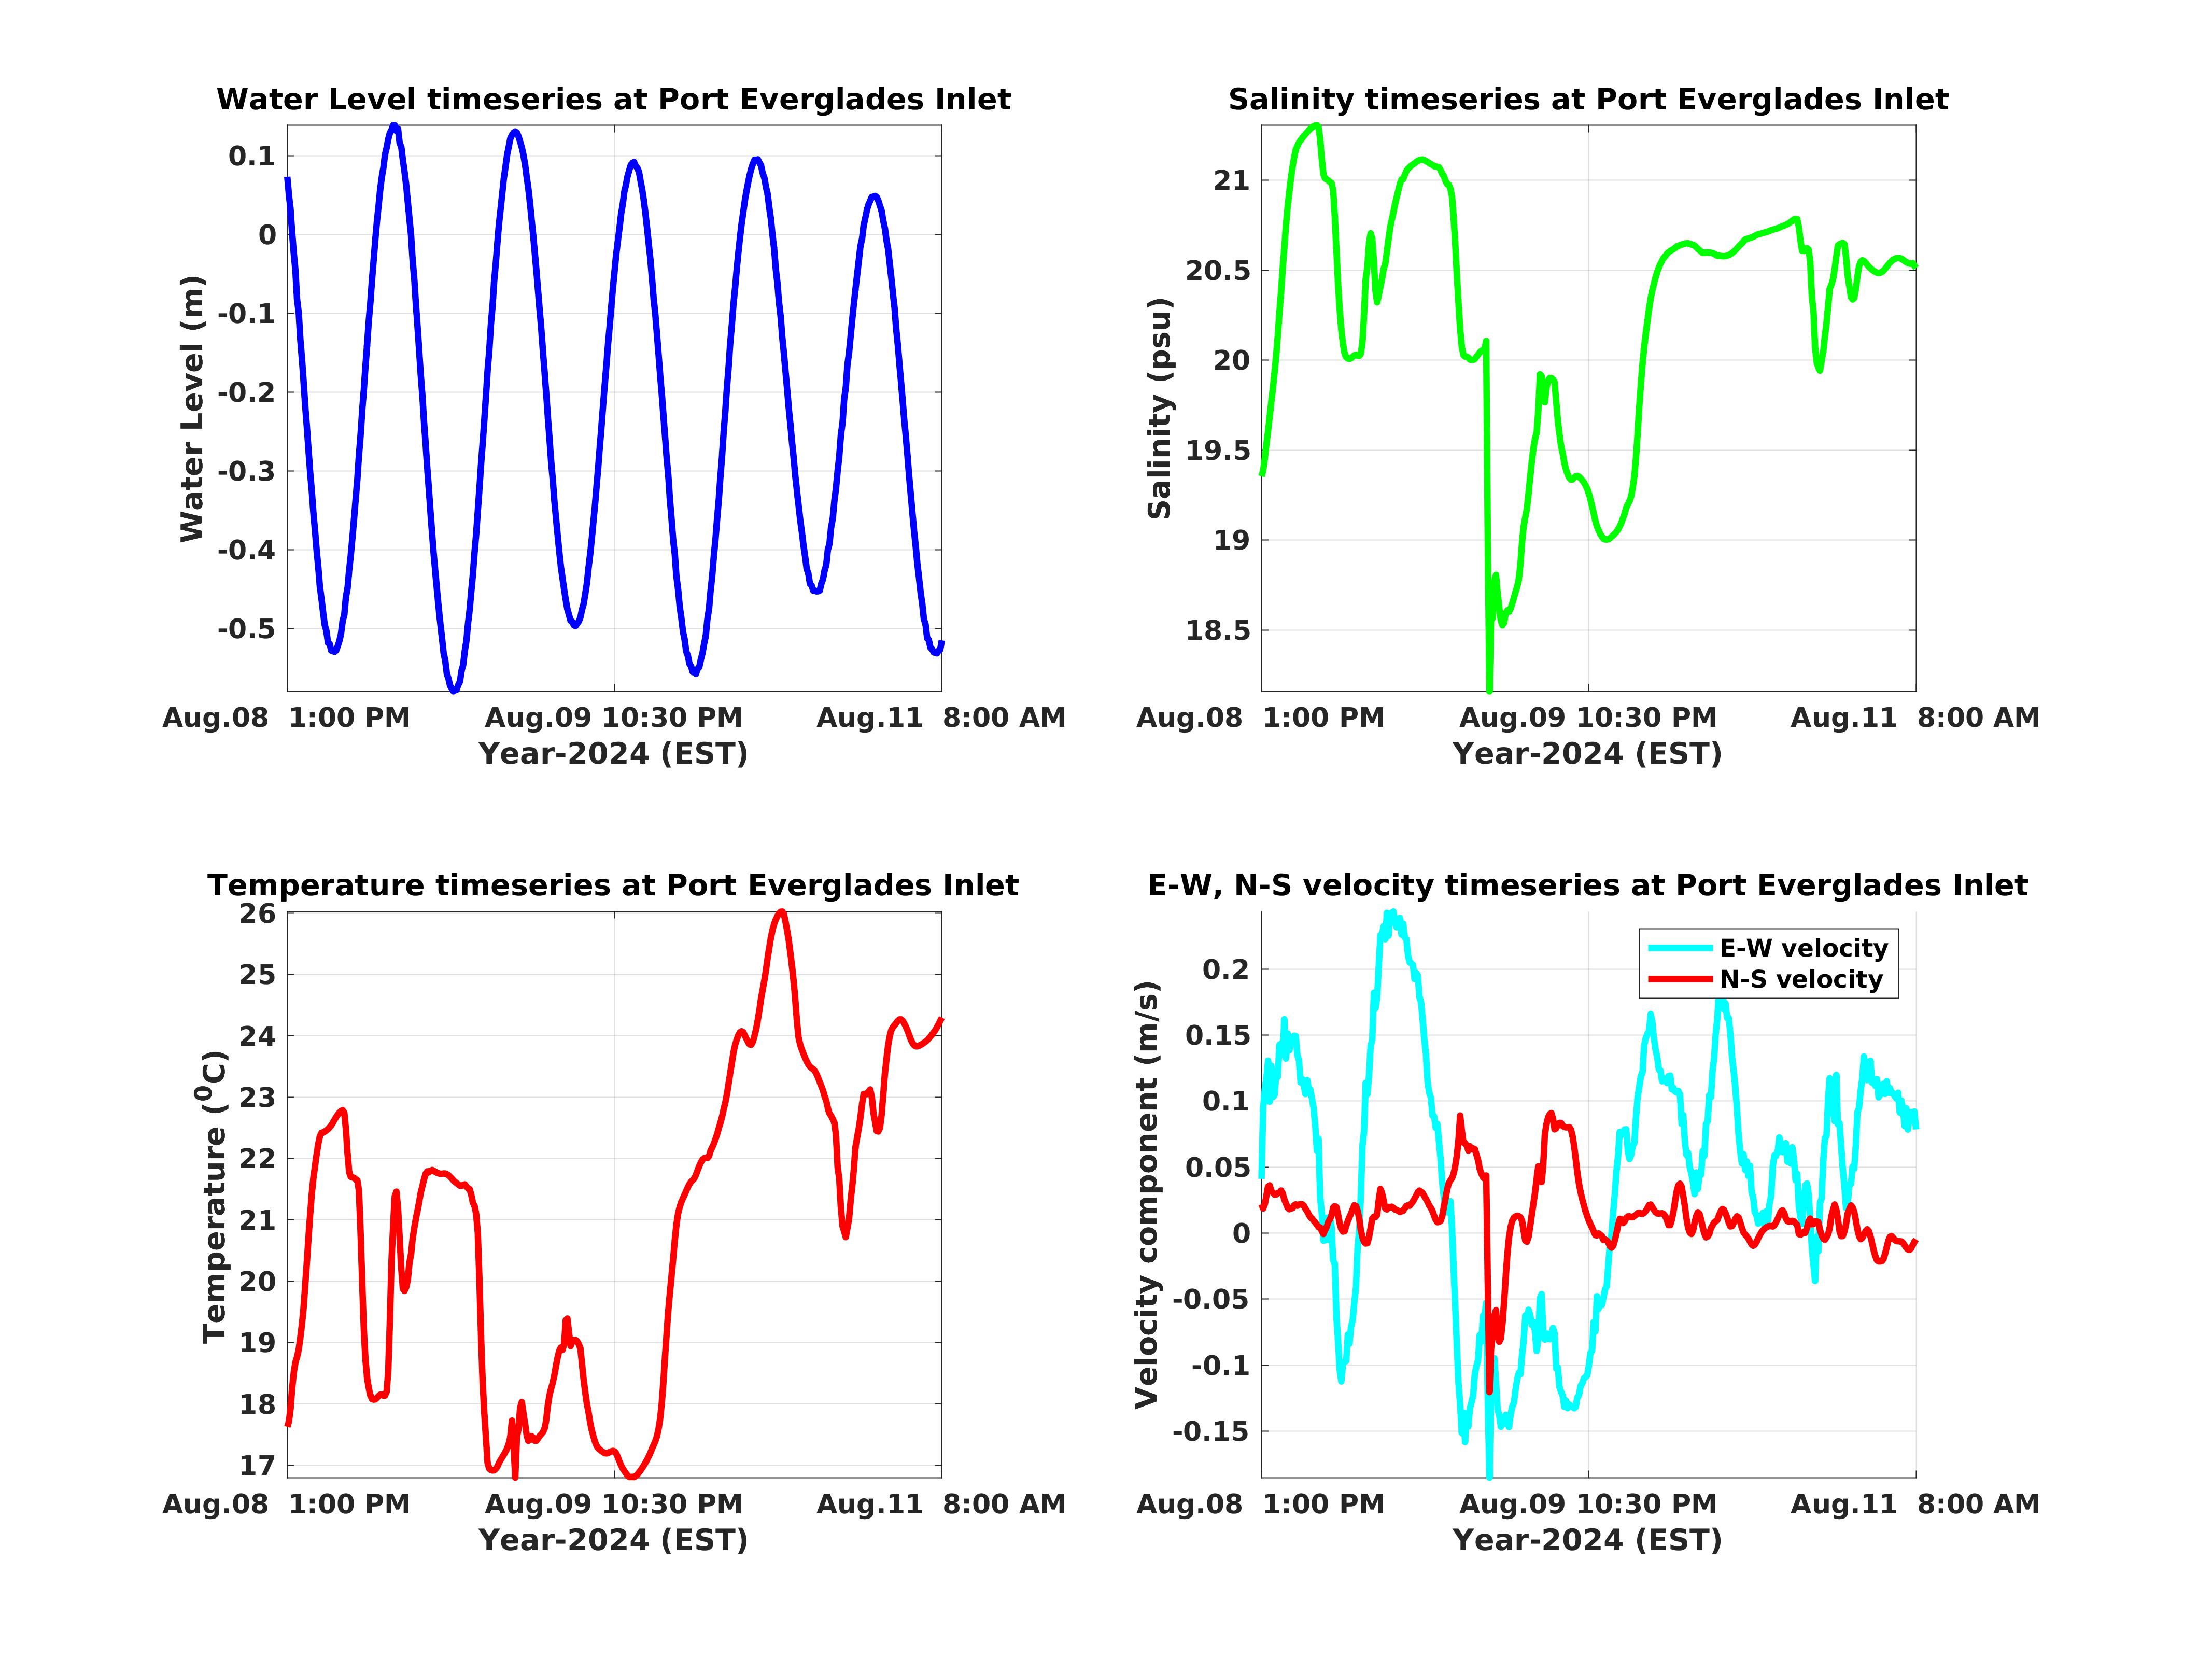 Water Level timeseries at Port Everglades Inlet
Water Level (m)
0.1
0
-0.1
-0.2
-0.3
-0.4
-0.5
Aug.08 1:00 PM
Aug.09 10:30 PM
Aug.11 8:00 AM
Year-2024 (EST)
Salinity timeseries at Port Everglades Inlet
Salinity (psu)
21
20.5
20
19.5
19
18.5
Aug.08 1:00 PM
Aug.09 10:30 PM
Aug.11 8:00 AM
Year-2024 (EST)
Temperature timeseries at Port Everglades Inlet
Temperature (⁰C)
26
25
24
23
22
21
20
19
18
17
Aug.08 1:00 PM
Aug.09 10:30 PM
Aug.11 8:00 AM
Year-2024 (EST)
E-W, N-S velocity timeseries at Port Everglades Inlet
Velocity component (m/s)
E-W velocity
N-S velocity
0.2
0.15
0.1
0.05
0
-0.05
-0.1
-0.15
Aug.08 1:00 PM
Aug.09 10:30 PM
Aug.11 8:00 AM
Year-2024 (EST)